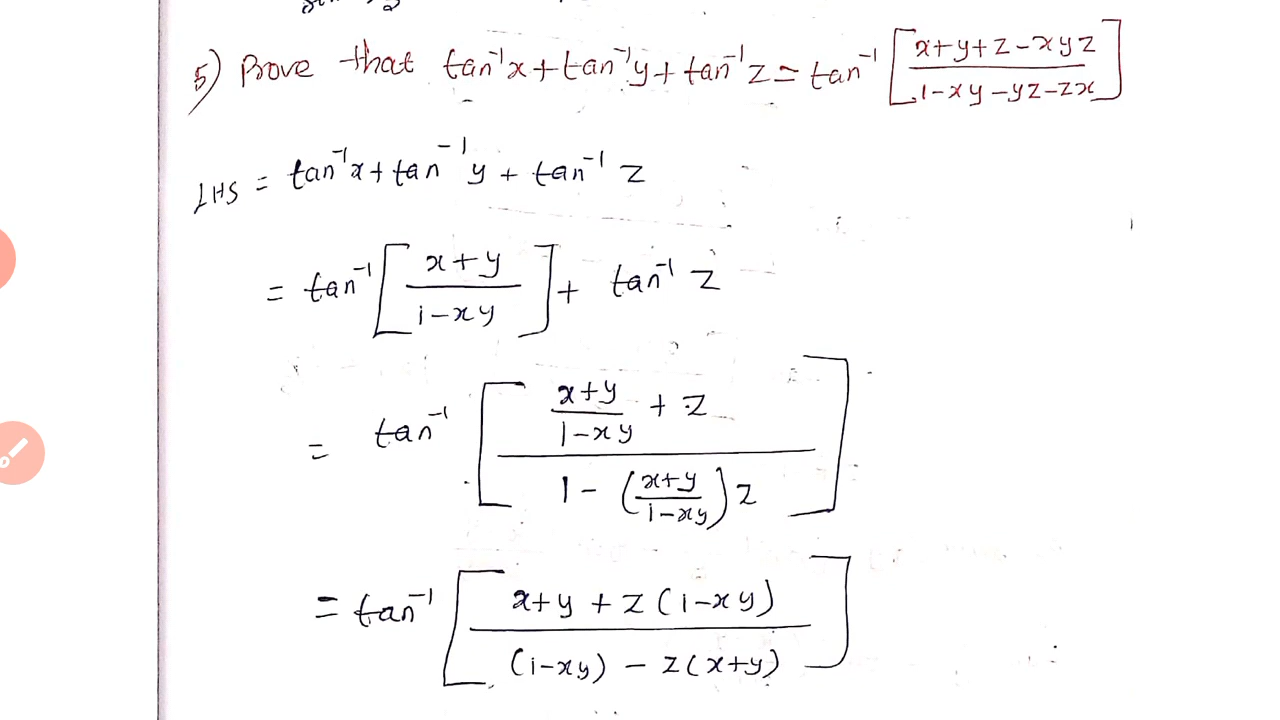 5) Prove that tan⁻¹x + tan⁻¹y + tan⁻¹z = tan⁻¹ [ (x+y+z-xyz) / (1-xy-yz-zx) ]
LHS = tan⁻¹x + tan⁻¹y + tan⁻¹z
= tan⁻¹ [ (x+y) / (1-xy) ] + tan⁻¹z
= tan⁻¹ [ ( (x+y)/(1-xy) + z ) / ( 1 - ((x+y)/(1-xy)) z ) ]
= tan⁻¹ [ ( x+y + z(1-xy) ) / ( (1-xy) - z(x+y) ) ]